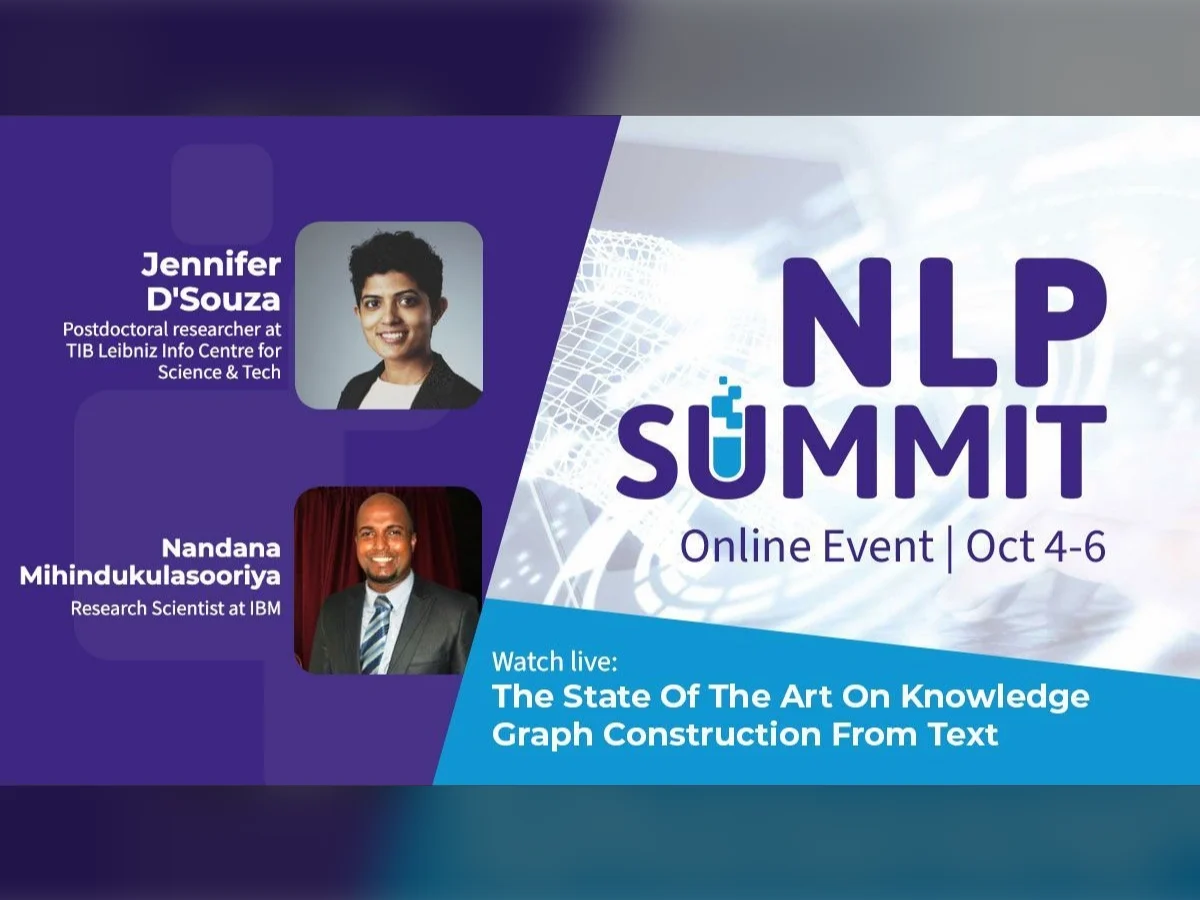 Jennifer
D'Souza
Postdoctoral researcher at
TIB Leibniz Info Centre for
Science & Tech
Nandana
Mihindukulasooriya
Research Scientist at IBM
NLP
SUMMIT
Online Event | Oct 4-6
Watch live:
The State Of The Art On Knowledge
Graph Construction From Text